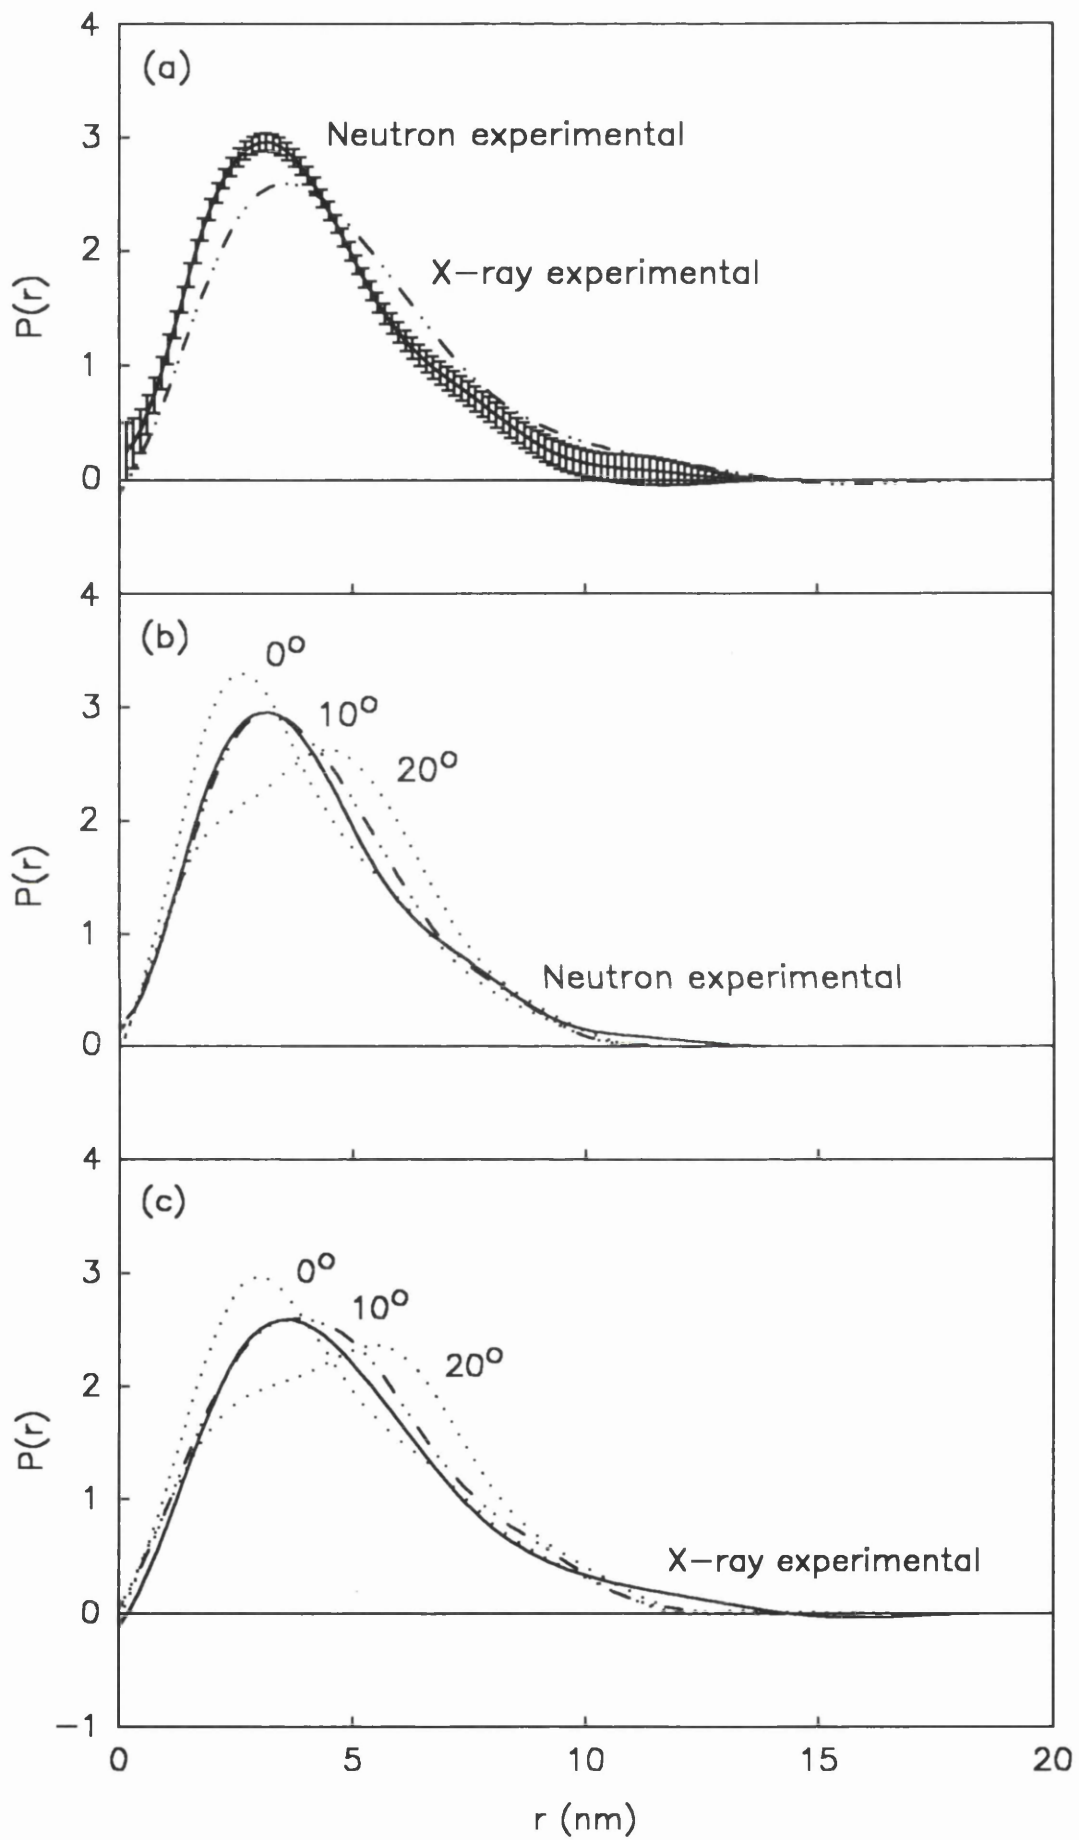 4
(a)
Neutron experimental
3
X-ray experimental
2
P(r)
1
0
4
(b)
0°
3
10°
20°
2
P(r)
1
Neutron experimental
0
4
(c)
0°
3
10°
20°
2
P(r)
1
X-ray experimental
0
-1
0 5 10 15 20
r (nm)